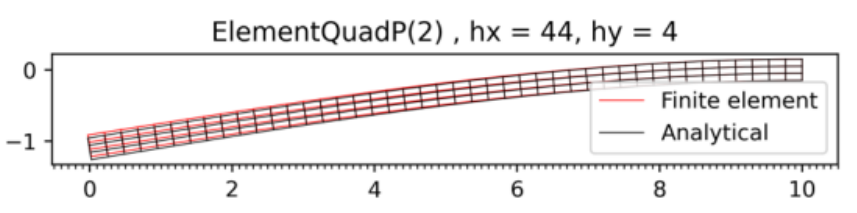 ElementQuadP(2) , hx = 44, hy = 4
0
−1
Finite element
Analytical
0 2 4 6 8 10